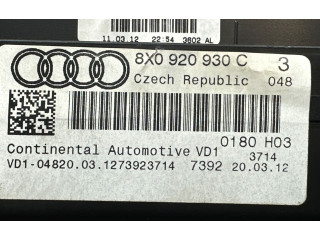 11.03.12 22:54 3802 AL
8X0 920 930 C 3
Czech Republic 048
0180 H03
Continental Automotive VD1 3714
VD1-04820.03.1273923714 7392 20.03.12